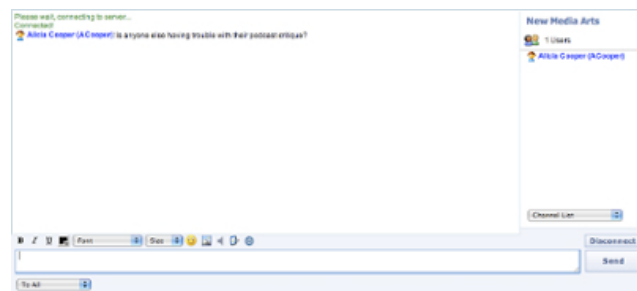 Please wait, connecting to server...
Connected!
Alicia Cooper (ACooper): Is anyone else having trouble with their podcast critique?
New Media Arts
1 Users
Alicia Cooper (ACooper)
Channel List
B I U Font Size
Disconnect
Send
To All